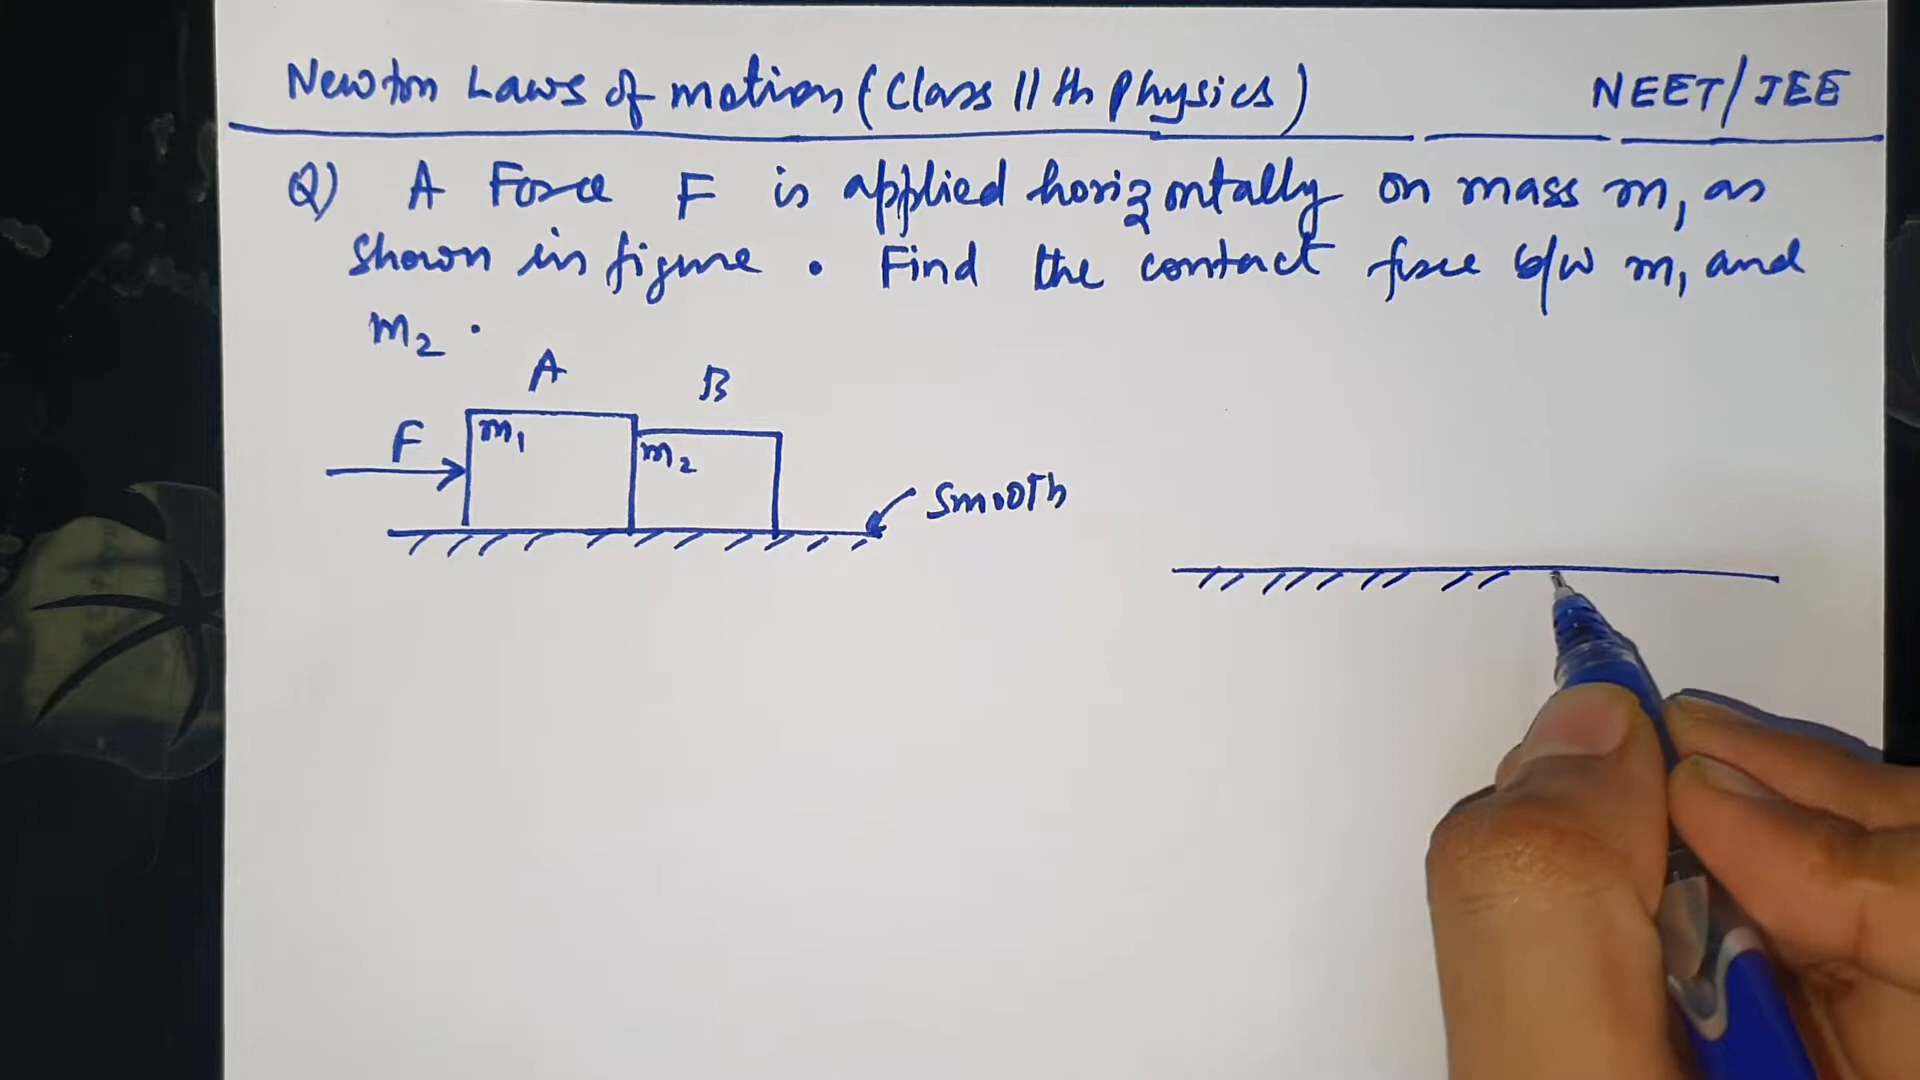 Newton Laws of motion (Class 11th Physics) NEET/JEE
Q) A Force F is applied horizontally on mass m₁ as
shown in figure. Find the contact force b/w m₁ and
m₂.
A B
F m₁ m₂
Smooth